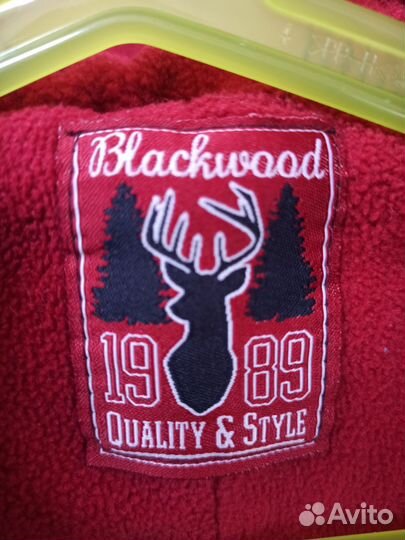 Blackwood
19 89
QUALITY & STYLE
Avito